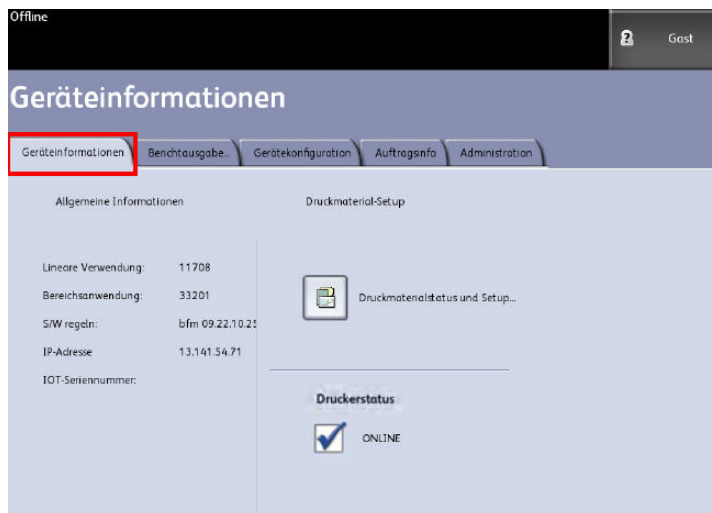 Offline
Gast
Geräteinformationen
Geräteinformationen Benchtausgabe... Gerätekonfiguration Auftragsinfo Administration
Allgemeine Informationen Druckmaterial-Setup
Lineare Verwendung: 11708
Bereichsanwendung: 33201
Druckmaterialstatus und Setup...
S/W regeln: bfm 09.22.10.25
IP-Adresse 13.141.54.71
IOT-Seriennummer:
Druckerstatus
ONLINE